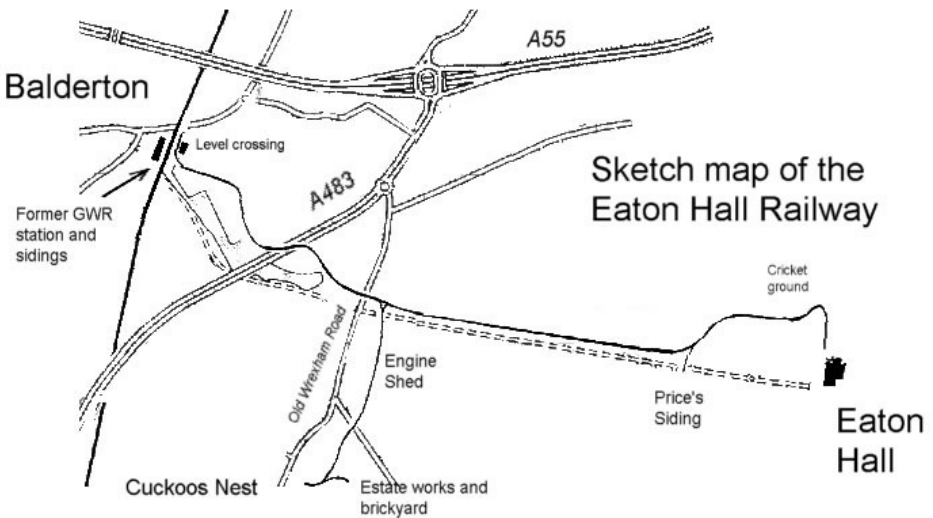 A55
Balderton
Level crossing
Sketch map of the
Eaton Hall Railway
A483
Former GWR
station and
sidings
Cricket
ground
Old Wrexham Road
Engine
Shed
Price's
Siding
Eaton
Hall
Cuckoos Nest
Estate works and
brickyard